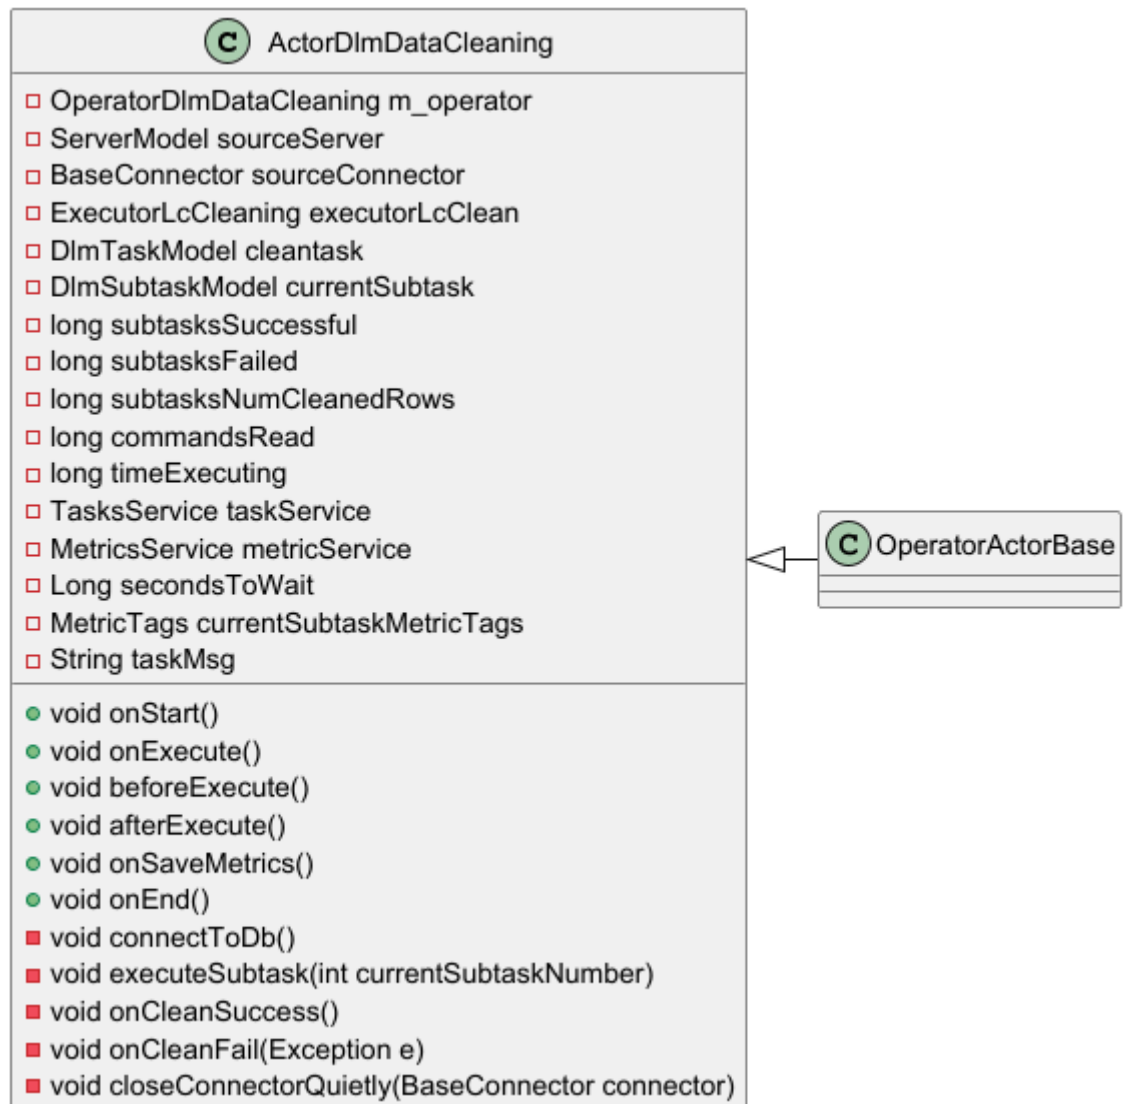 C ActorDlmDataCleaning
OperatorDlmDataCleaning m_operator
ServerModel sourceServer
BaseConnector sourceConnector
ExecutorLcCleaning executorLcClean
DlmTaskModel cleantask
DlmSubtaskModel currentSubtask
long subtasksSuccessful
long subtasksFailed
long subtasksNumCleanedRows
long commandsRead
long timeExecuting
TasksService taskService
MetricsService metricService
Long secondsToWait
MetricTags currentSubtaskMetricTags
String taskMsg
void onStart()
void onExecute()
void beforeExecute()
void afterExecute()
void onSaveMetrics()
void onEnd()
void connectToDb()
void executeSubtask(int currentSubtaskNumber)
void onCleanSuccess()
void onCleanFail(Exception e)
void closeConnectorQuietly(BaseConnector connector)
C OperatorActorBase